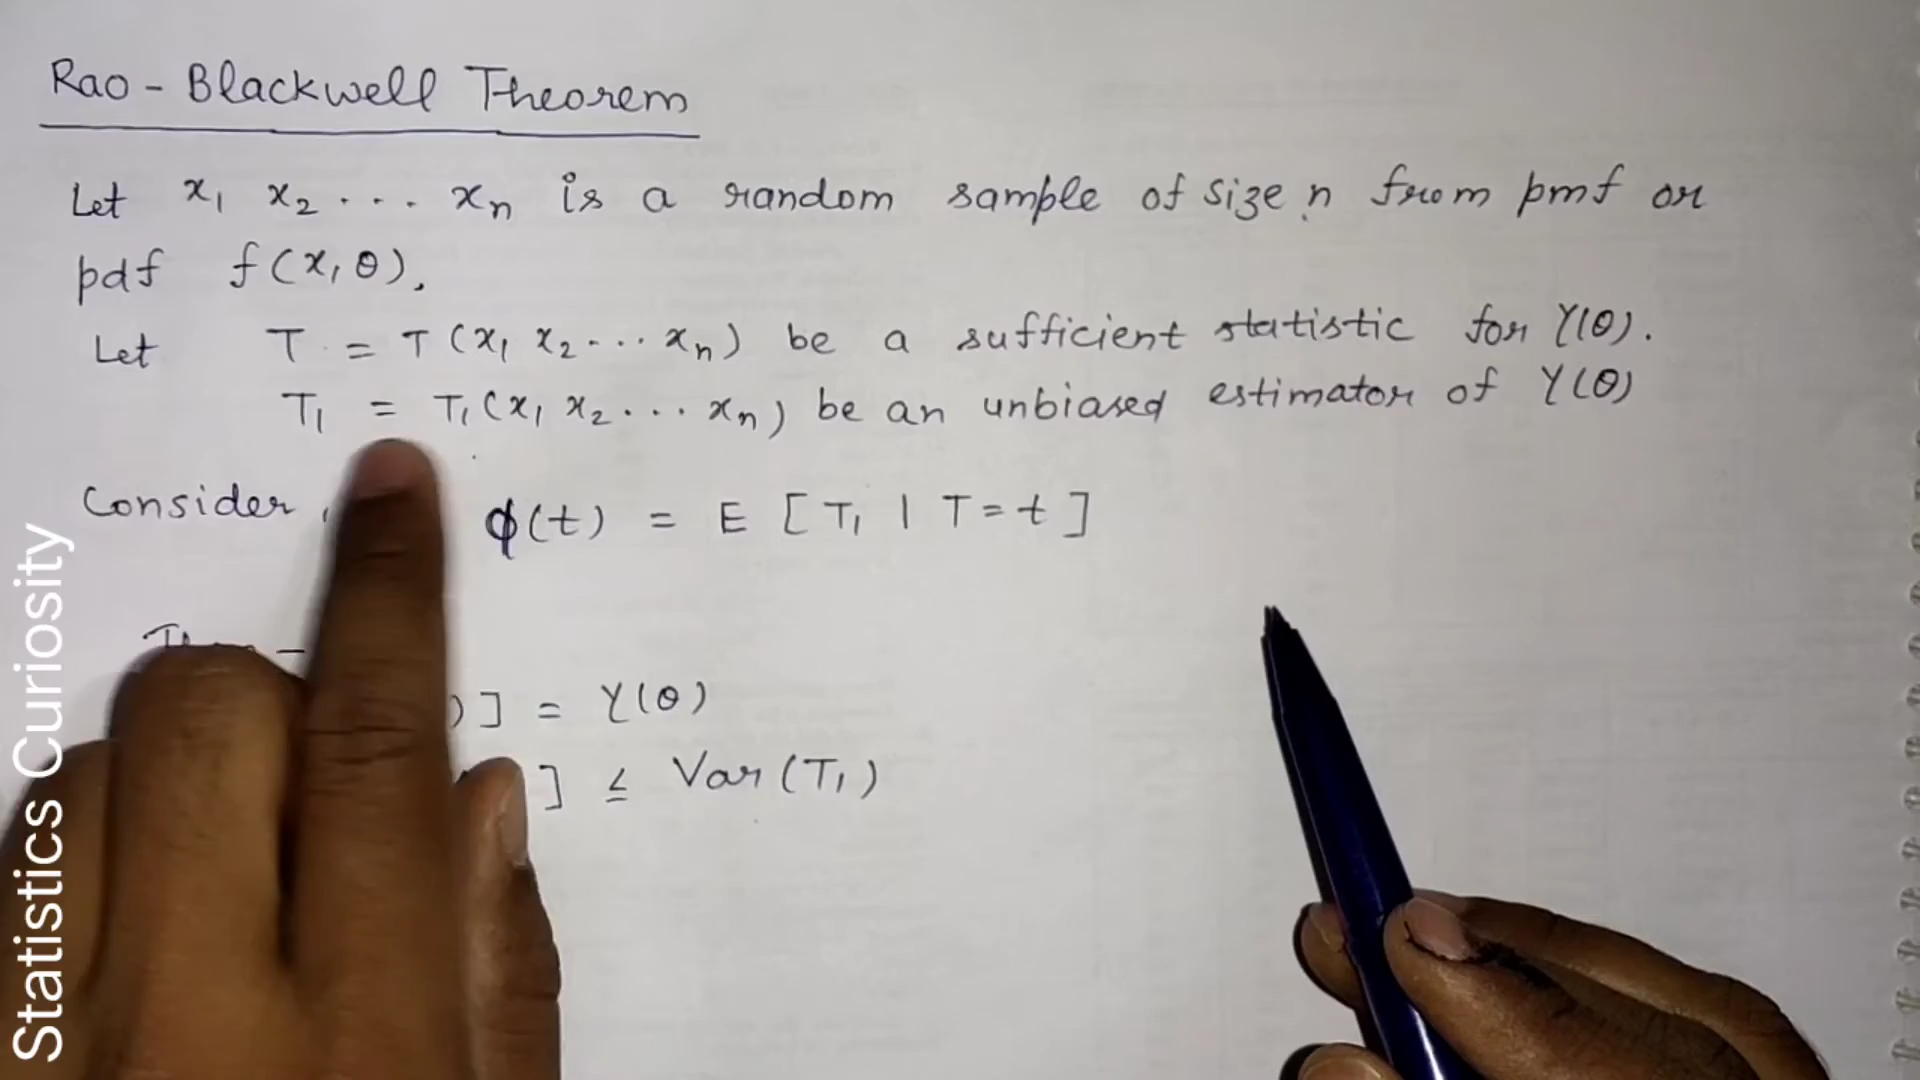 Rao - Blackwell Theorem
Let x₁ x₂ ... xₙ is a random sample of size n from pmf or
pdf f(x, θ).
Let T = T (x₁ x₂ ... xₙ) be a sufficient statistic for γ(θ).
T₁ = T₁ (x₁ x₂ ... xₙ) be an unbiased estimator of γ(θ)
Consider, ϕ(t) = E [ T₁ | T = t ]
)] = γ(θ)
] ≤ Var (T₁)
Statistics Curiosity